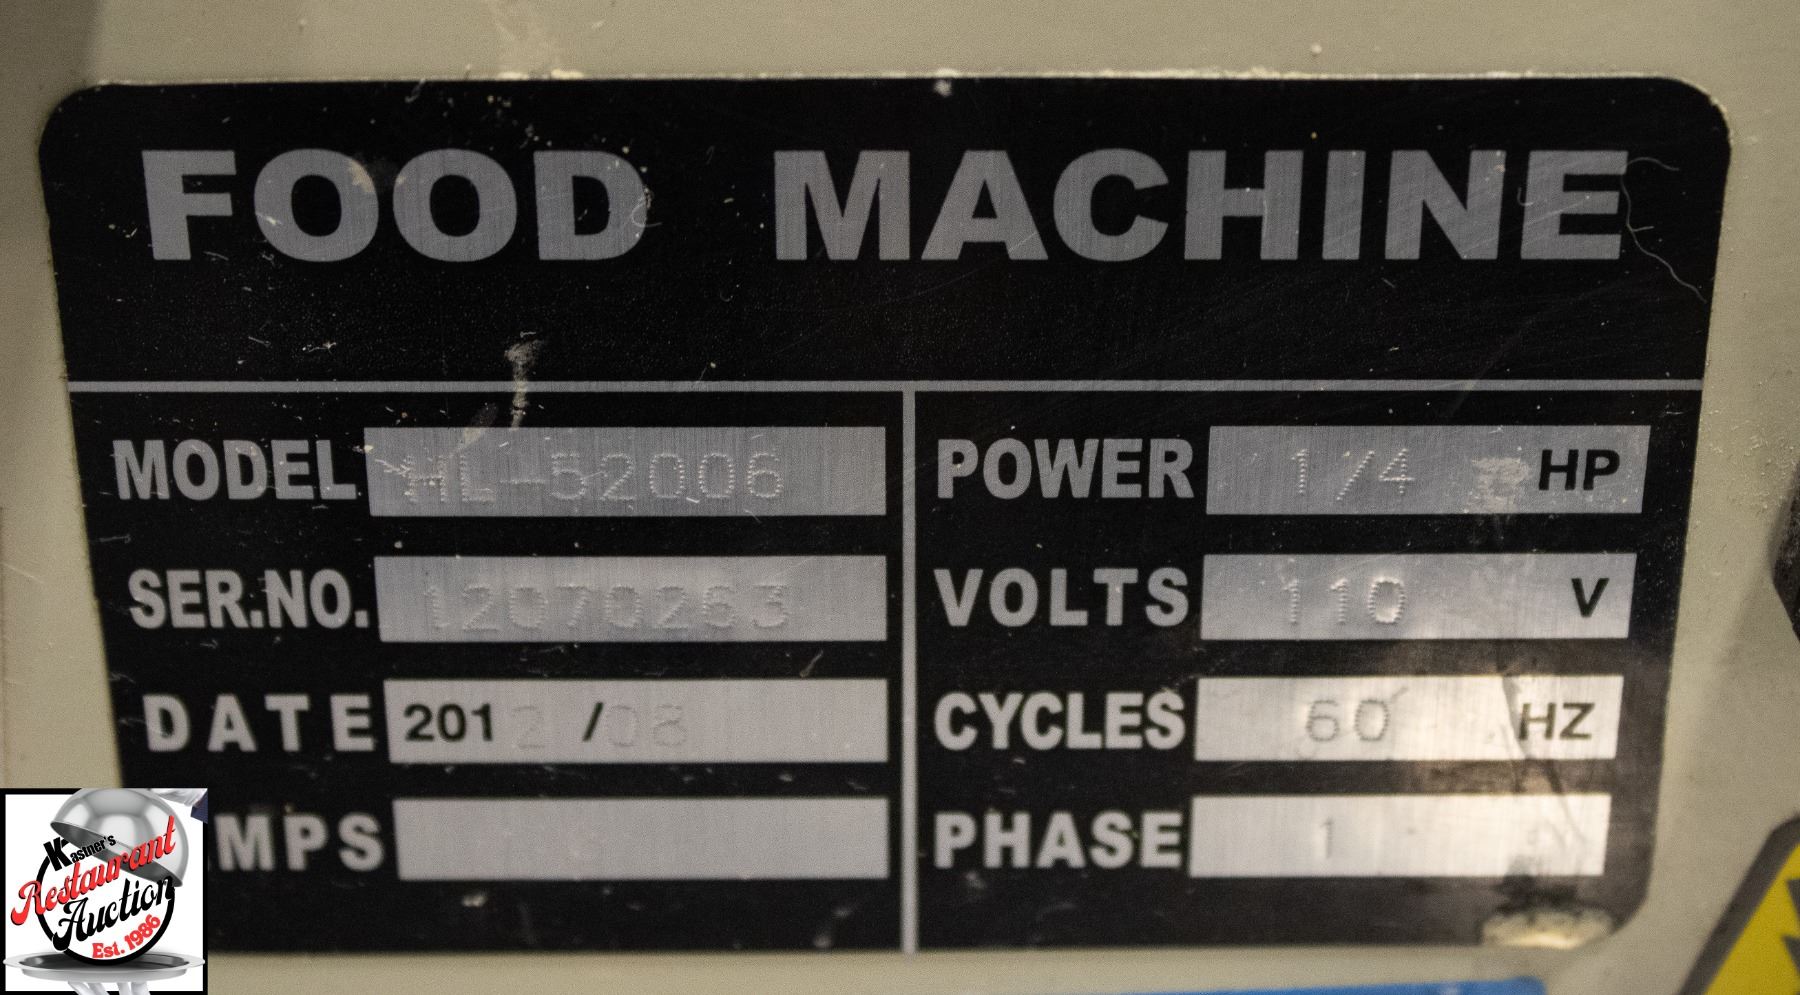 FOOD MACHINE
MODEL HL-52006
SER.NO. 12070263
DATE 2012 /08
MPS
POWER 1/4 HP
VOLTS 110 V
CYCLES 60 HZ
PHASE 1
Kastner's
Restaurant
Auction
Est. 1986